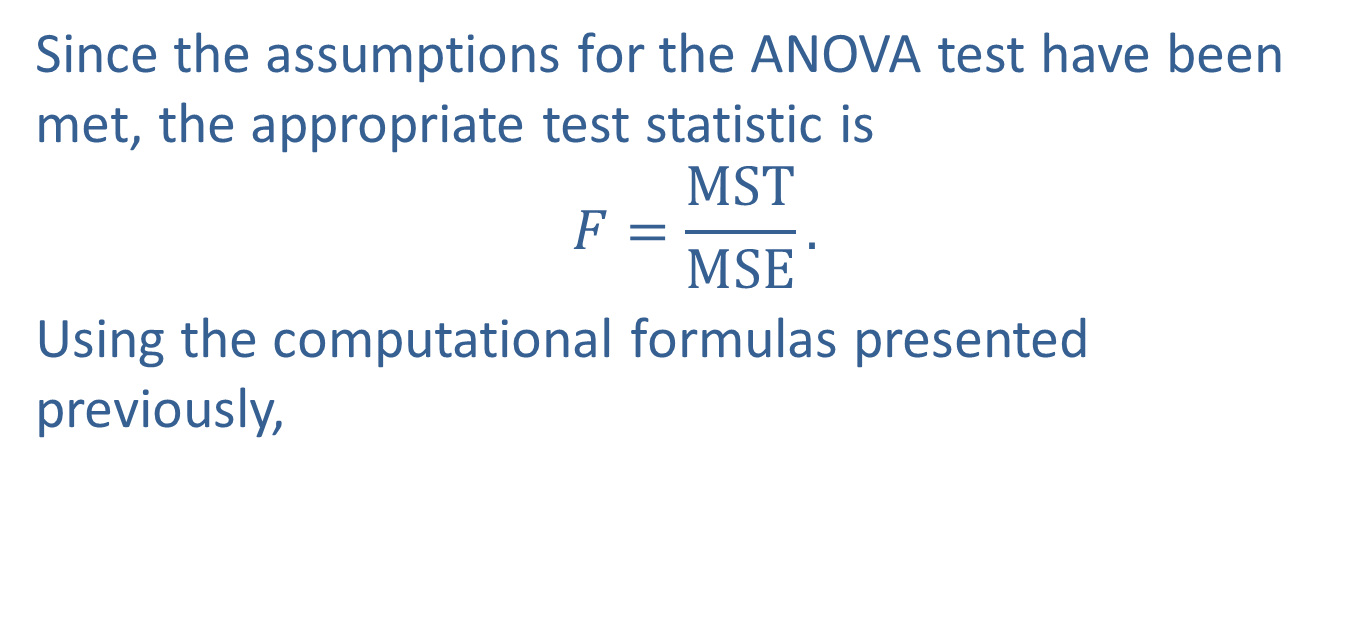 Since the assumptions for the ANOVA test have been
met, the appropriate test statistic is
F = MST / MSE .
Using the computational formulas presented
previously,